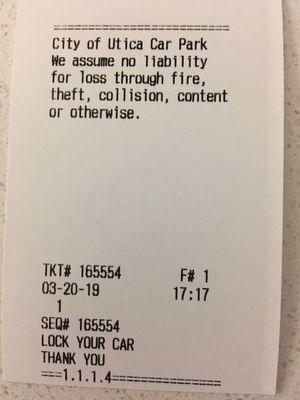 City of Utica Car Park
We assume no liability
for loss through fire,
theft, collision, content
or otherwise.
TKT# 165554 F# 1
03-20-19 17:17
1
SEQ# 165554
LOCK YOUR CAR
THANK YOU
1.1.1.4